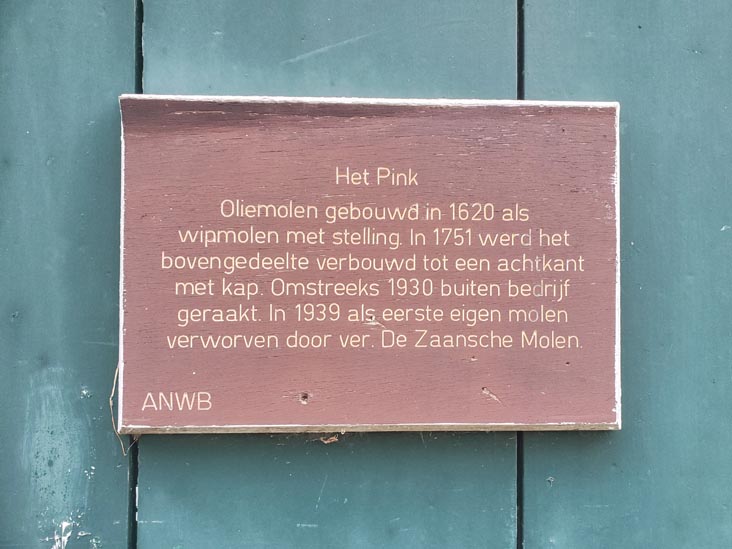 Het Pink
Oliemolen gebouwd in 1620 als
wipmolen met stelling. In 1751 werd het
bovengedeelte verbouwd tot een achtkant
met kap. Omstreeks 1930 buiten bedrijf
geraakt. In 1939 als eerste eigen molen
verworven door ver. De Zaansche Molen.
ANWB